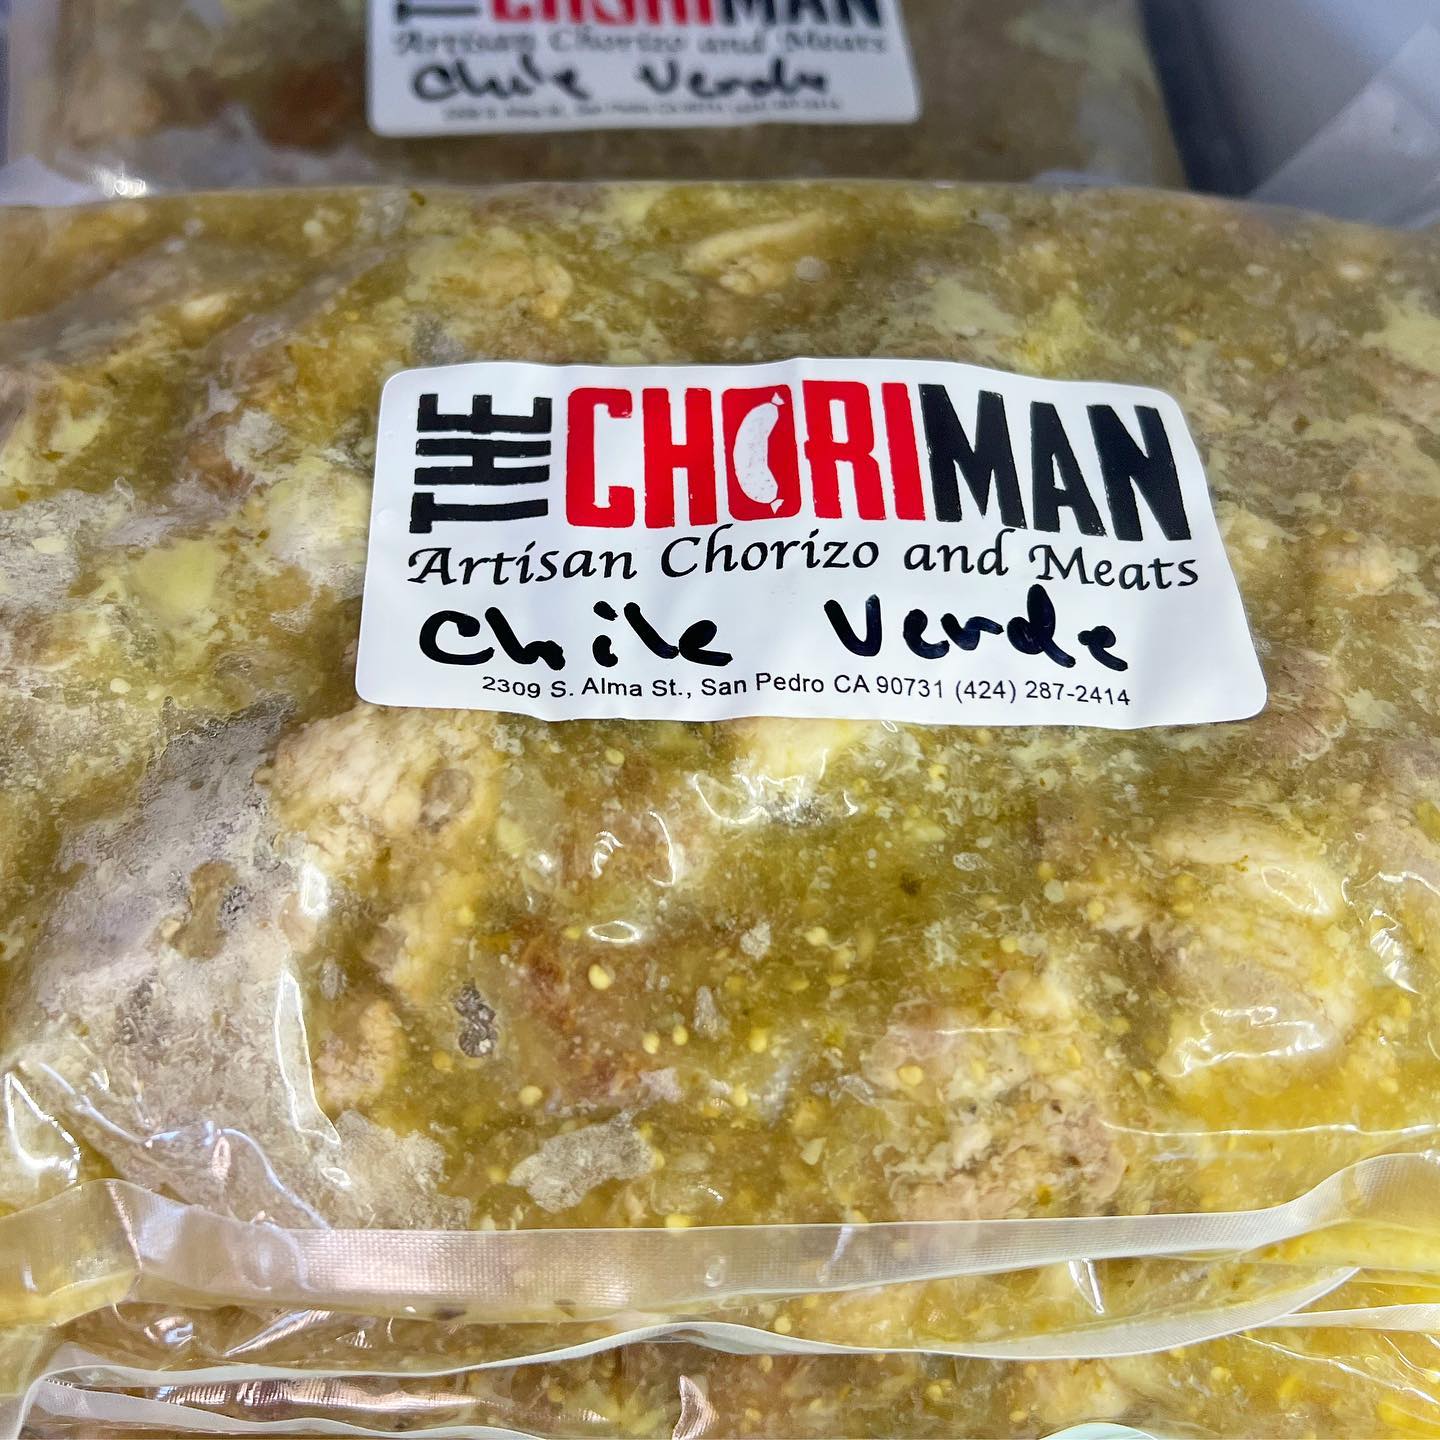 THE CHORIMAN
Artisan Chorizo and Meats
Chile Verde
THE CHORIMAN
Artisan Chorizo and Meats
Chile Verde
2309 S. Alma St., San Pedro CA 90731 (424) 287-2414